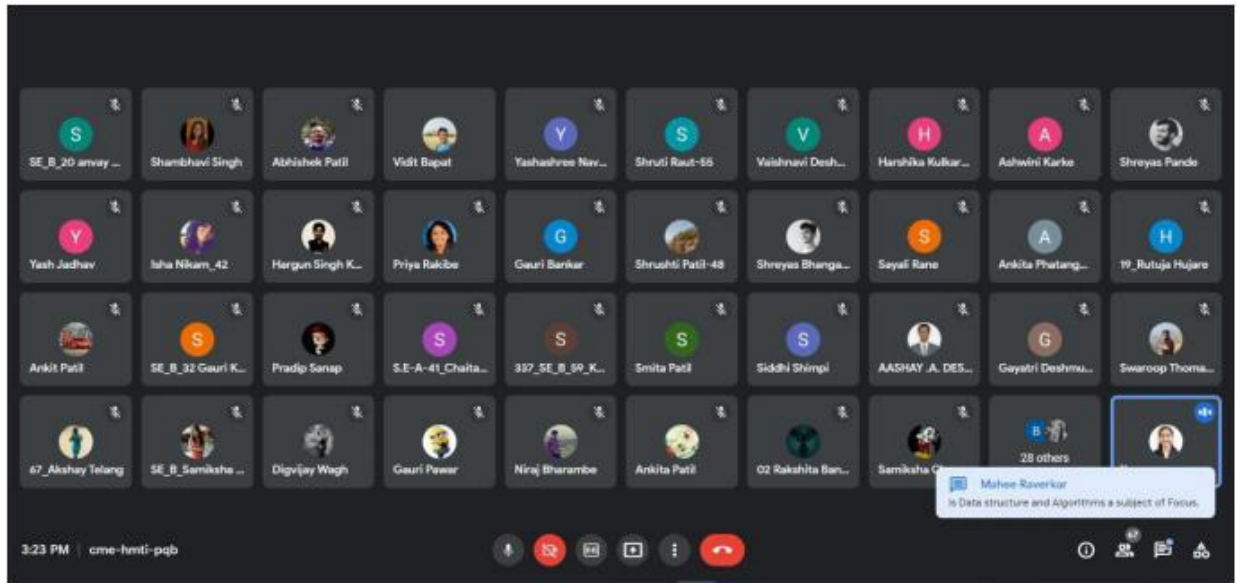 S
SE_B_20 anvay ...
Shambhavi Singh
Abhishek Patil
Vidit Bapat
Y
Yashashree Nav...
S
Shruti Raut-55
V
Vaishnavi Desh...
H
Harshika Kulkar...
A
Ashwini Karke
Shreyas Pande
Y
Yash Jadhav
Isha Nikam_42
Hargun Singh K...
Priya Rakibe
G
Gauri Bankar
Shrushti Patil-48
Shreyas Bhanga...
S
Sayali Rane
A
Ankita Phatang...
H
19_Rutuja Hujare
Ankit Patil
S
SE_B_32 Gauri K...
Pradip Sanap
S
S.E-A-41_Chaita...
S
337_SE_B_59_K...
S
Smita Patil
S
Siddhi Shimpi
AASHAY .A. DES...
G
Gayatri Deshmu...
Swaroop Thoma...
67_Akshay Telang
SE_B_Samiksha ...
Digvijay Wagh
Gauri Pawar
Niraj Bharambe
Ankita Patil
02 Rakshita Ban...
Samiksha
B
28 others
Mahee Raverkar
is Data structure and Algorithms a subject of Focus.
3:23 PM | cme-hmti-pqb
67